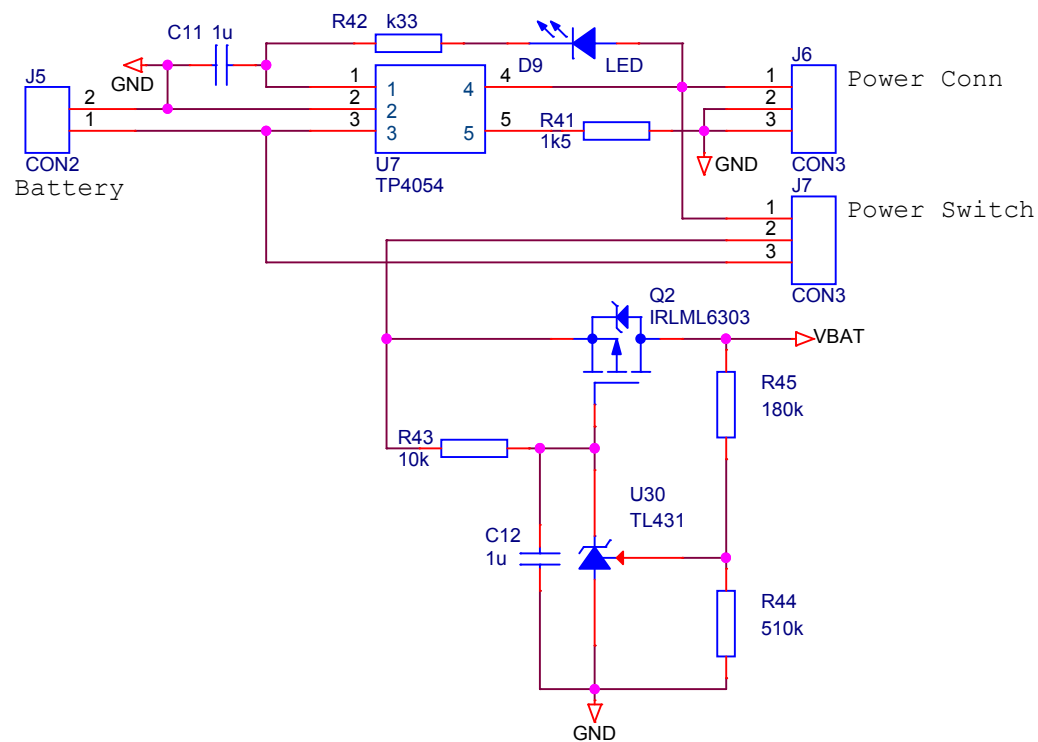 R42 k33
C11 1u
GND
J5
2
1
CON2
Battery
1
2
3
1
2
3
4
5
U7
TP4054
4
5
D9 LED
R41
1k5
J6
1
2
3
CON3
Power Conn
GND
J7
1
2
3
CON3
Power Switch
Q2
IRLML6303
VBAT
R45
180k
R43
10k
U30
TL431
C12
1u
R44
510k
GND